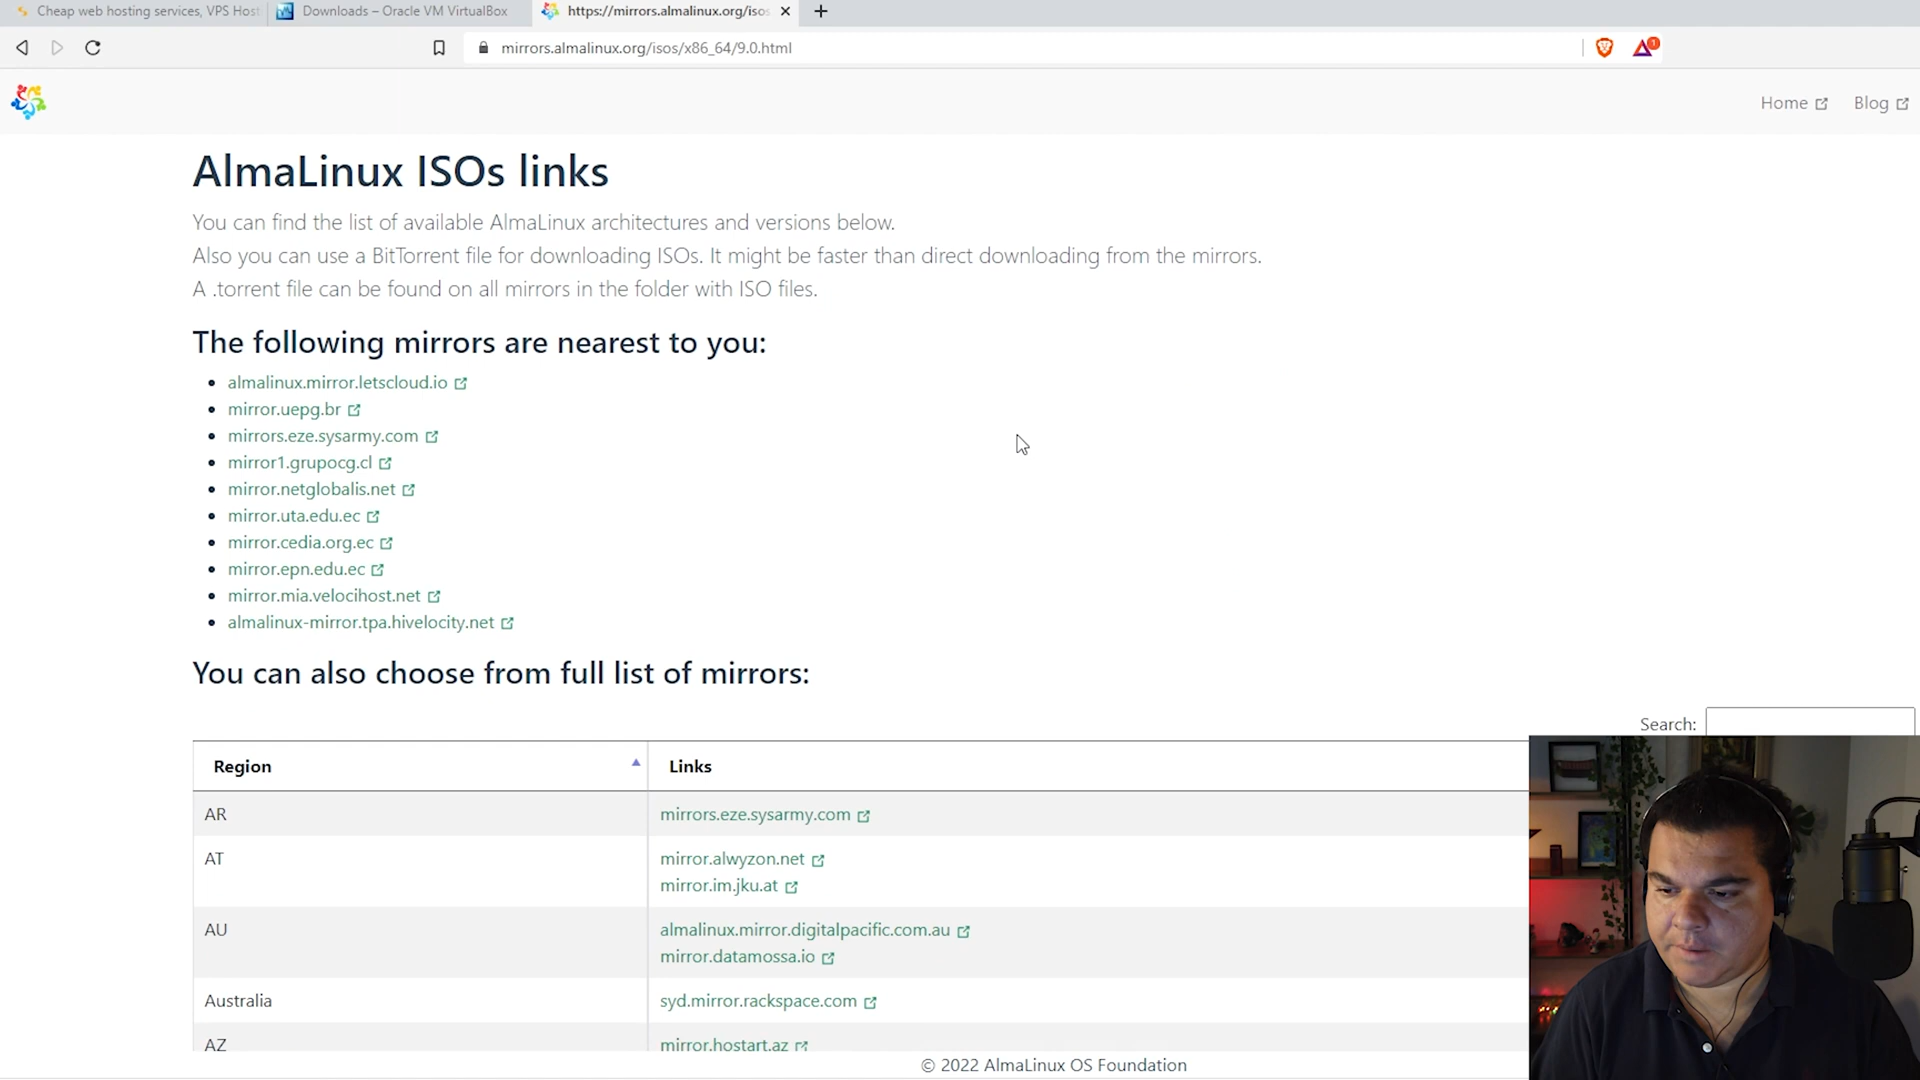 Cheap web hosting services, VPS Host
Downloads – Oracle VM VirtualBox
https://mirrors.almalinux.org/isos
mirrors.almalinux.org/isos/x86_64/9.0.html
1
Home
Blog
AlmaLinux ISOs links
You can find the list of available AlmaLinux architectures and versions below.
Also you can use a BitTorrent file for downloading ISOs. It might be faster than direct downloading from the mirrors.
A .torrent file can be found on all mirrors in the folder with ISO files.
The following mirrors are nearest to you:
almalinux.mirror.letscloud.io
mirror.uepg.br
mirrors.eze.sysarmy.com
mirror1.grupocg.cl
mirror.netglobalis.net
mirror.uta.edu.ec
mirror.cedia.org.ec
mirror.epn.edu.ec
mirror.mia.velocihost.net
almalinux-mirror.tpa.hivelocity.net
You can also choose from full list of mirrors:
Search:
Region Links
AR mirrors.eze.sysarmy.com
AT mirror.alwyzon.net
mirror.im.jku.at
AU almalinux.mirror.digitalpacific.com.au
mirror.datamossa.io
Australia syd.mirror.rackspace.com
AZ mirror.hostart.az
© 2022 AlmaLinux OS Foundation